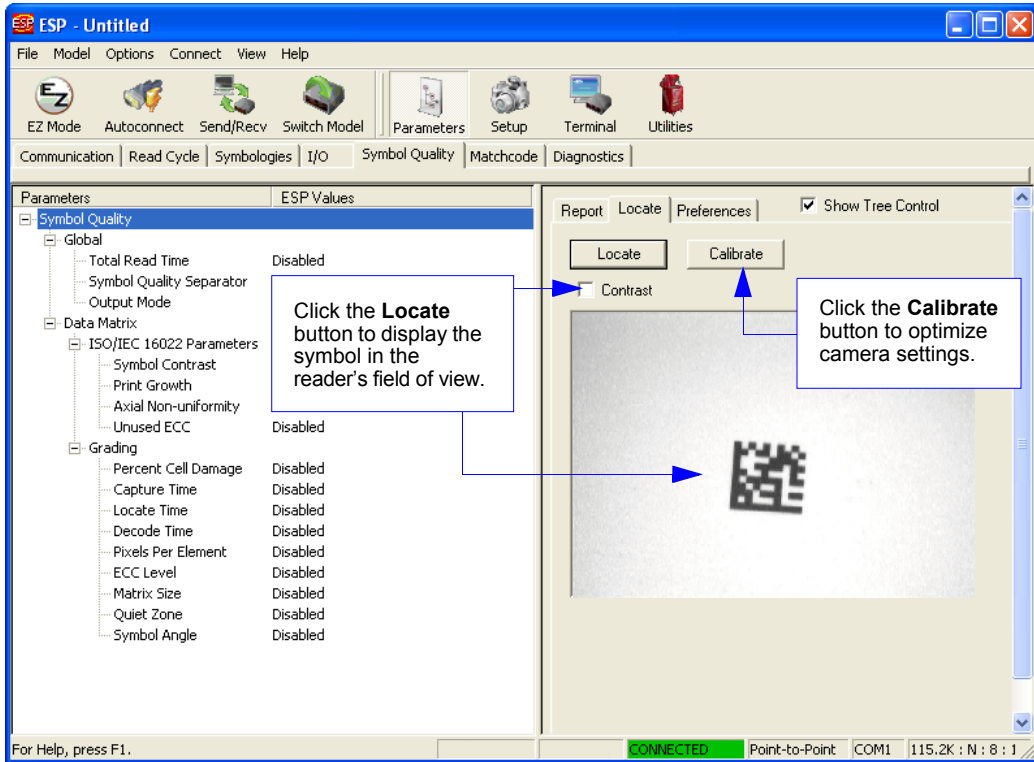 ESP - Untitled
File Model Options Connect View Help
EZ Mode Autoconnect Send/Recv Switch Model Parameters Setup Terminal Utilities
Communication Read Cycle Symbologies I/O Symbol Quality Matchcode Diagnostics
Parameters ESP Values
Symbol Quality
Global
Total Read Time Disabled
Symbol Quality Separator
Output Mode
Data Matrix
ISO/IEC 16022 Parameters
Symbol Contrast
Print Growth
Axial Non-uniformity
Unused ECC Disabled
Grading
Percent Cell Damage Disabled
Capture Time Disabled
Locate Time Disabled
Decode Time Disabled
Pixels Per Element Disabled
ECC Level Disabled
Matrix Size Disabled
Quiet Zone Disabled
Symbol Angle Disabled
Report Locate Preferences Show Tree Control
Locate Calibrate
Contrast
Click the Locate
button to display the
symbol in the
reader's field of view.
Click the Calibrate
button to optimize
camera settings.
For Help, press F1. CONNECTED Point-to-Point COM1 115.2K : N : 8 : 1